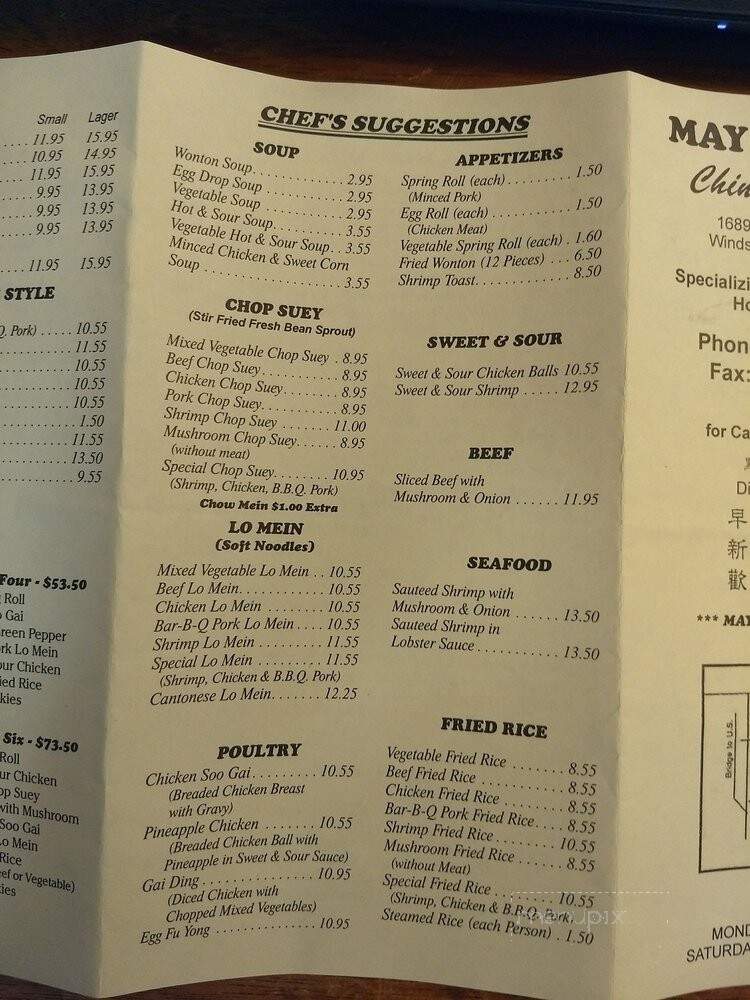 Small Lager
11.95 15.95
10.95 14.95
11.95 15.95
9.95 13.95
9.95 13.95
9.95 13.95
11.95 15.95
STYLE
Q. Pork) ..... 10.55
11.55
10.55
10.55
10.55
1.50
11.55
13.50
9.55
Four - $53.50
Roll
Gai
Green Pepper
Lo Mein
Chicken
Rice
Six - $73.50
Roll
Chicken
Suey
with Mushroom
Soo Gai
Lo Mein
Rice
or Vegetable)
CHEF'S SUGGESTIONS
SOUP
Wonton Soup. 2.95
Egg Drop Soup 2.95
Vegetable Soup 2.95
Hot & Sour Soup. 3.55
Vegetable Hot & Sour Soup. . 3.55
Minced Chicken & Sweet Corn
Soup 3.55
CHOP SUEY
(Stir Fried Fresh Bean Sprout)
Mixed Vegetable Chop Suey . 8.95
Beef Chop Suey. 8.95
Chicken Chop Suey. 8.95
Pork Chop Suey. 8.95
Shrimp Chop Suey 11.00
Mushroom Chop Suey. 8.95
(without meat)
Special Chop Suey. 10.95
(Shrimp, Chicken, B.B.Q. Pork)
Chow Mein $1.00 Extra
LO MEIN
(Soft Noodles)
Mixed Vegetable Lo Mein . . 10.55
Beef Lo Mein. 10.55
Chicken Lo Mein 10.55
Bar-B-Q Pork Lo Mein. 10.55
Shrimp Lo Mein 11.55
Special Lo Mein 11.55
(Shrimp, Chicken & B.B.Q. Pork)
Cantonese Lo Mein. 12.25
POULTRY
Chicken Soo Gai. 10.55
(Breaded Chicken Breast
with Gravy)
Pineapple Chicken 10.55
(Breaded Chicken Ball with
Pineapple in Sweet & Sour Sauce)
Gai Ding 10.95
(Diced Chicken with
Chopped Mixed Vegetables)
Egg Fu Yong 10.95
APPETIZERS
Spring Roll (each) 1.50
(Minced Pork)
Egg Roll (each) 1.50
(Chicken Meat)
Vegetable Spring Roll (each) . 1.60
Fried Wonton (12 Pieces) . . . 6.50
Shrimp Toast. 8.50
SWEET & SOUR
Sweet & Sour Chicken Balls 10.55
Sweet & Sour Shrimp 12.95
BEEF
Sliced Beef with
Mushroom & Onion 11.95
SEAFOOD
Sauteed Shrimp with
Mushroom & Onion 13.50
Sauteed Shrimp in
Lobster Sauce 13.50
FRIED RICE
Vegetable Fried Rice 8.55
Beef Fried Rice 8.55
Chicken Fried Rice 8.55
Bar-B-Q Pork Fried Rice. 8.55
Shrimp Fried Rice 10.55
Mushroom Fried Rice 8.55
(without Meat)
Special Fried Rice 10.55
(Shrimp, Chicken & B.B.Q. Pork.
Steamed Rice (each Person) . 1.50
menupix
MAY
Chin
1689
Winds
Specializi
Ho
Phon
Fax:
for Ca
Di
早
新
歡
*** MAY
Bridge to U.S.
MOND
SATURDA